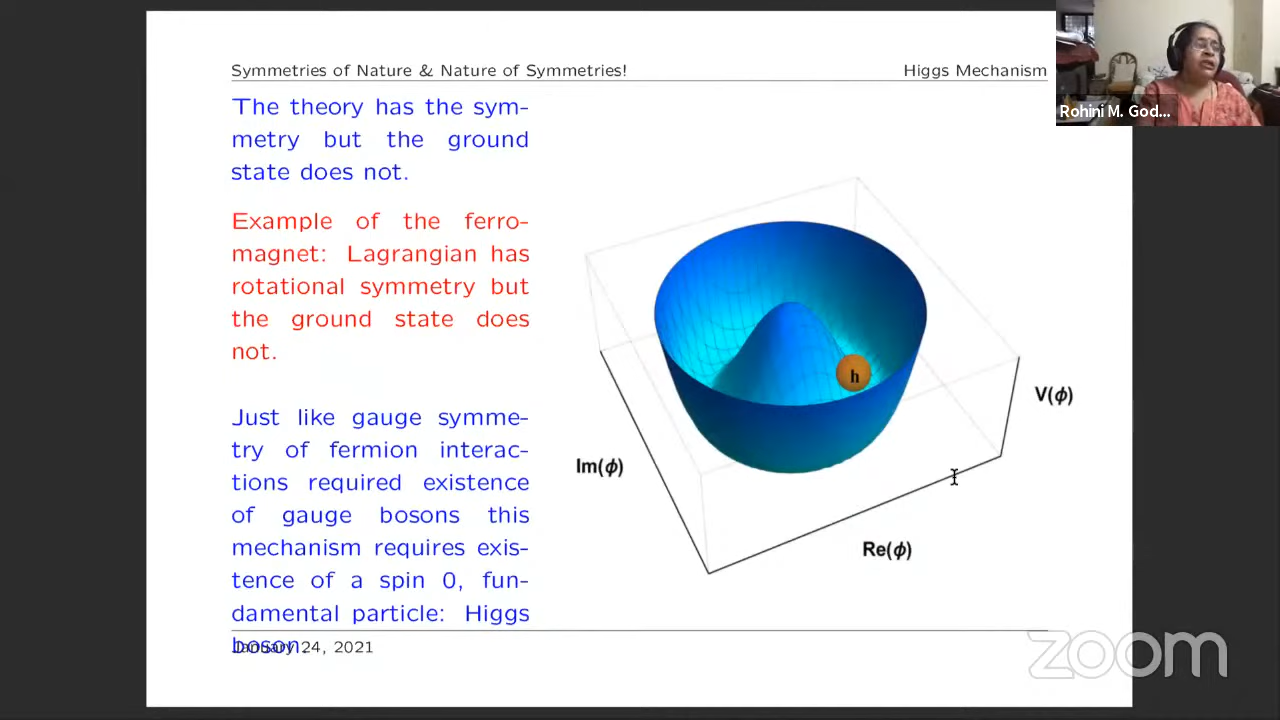 Symmetries of Nature & Nature of Symmetries!
Higgs Mechanism
Rohini M. God...
The theory has the sym-
metry but the ground
state does not.
Example of the ferro-
magnet: Lagrangian has
rotational symmetry but
the ground state does
not.
Just like gauge symme-
try of fermion interac-
tions required existence
of gauge bosons this
mechanism requires exis-
tence of a spin 0, fun-
damental particle: Higgs
boson.
h
V(ϕ)
Im(ϕ)
Re(ϕ)
January 24, 2021
zoom